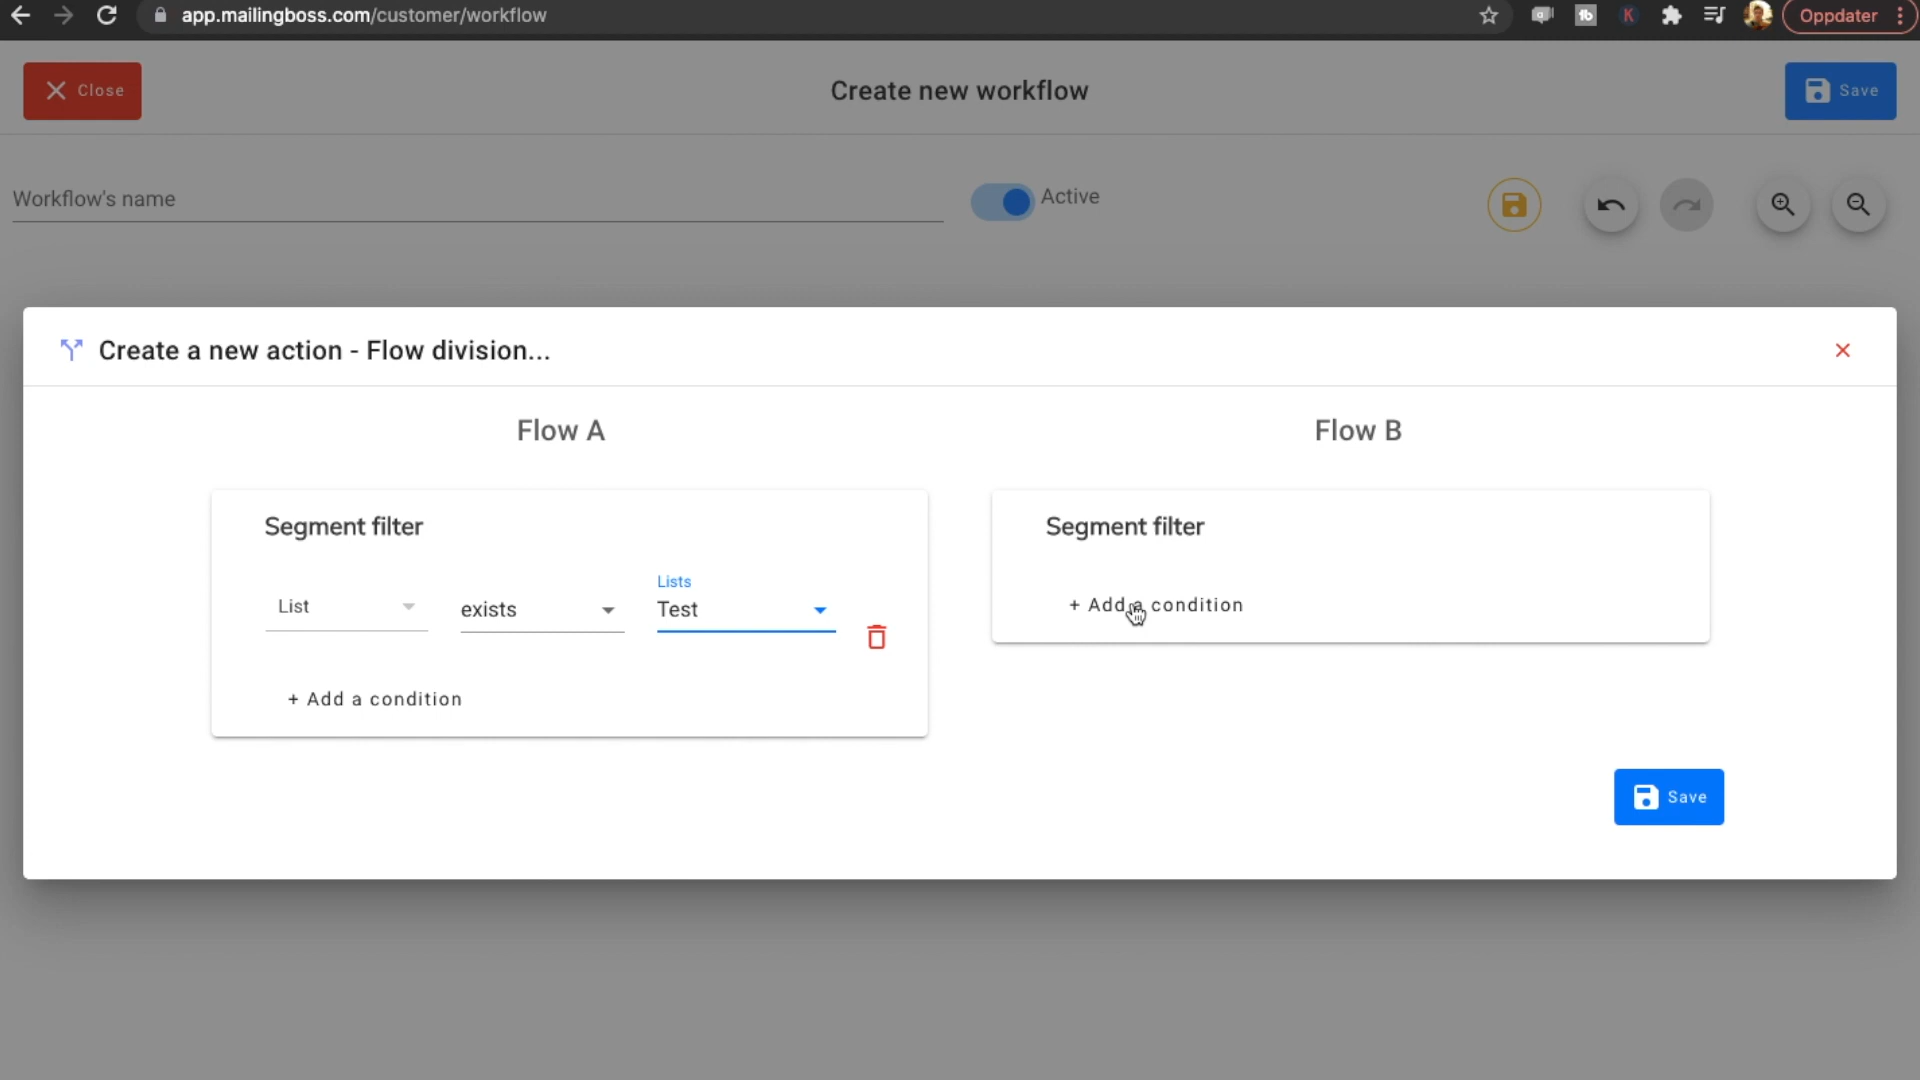 app.mailingboss.com/customer/workflow
Oppdater
Close
Create new workflow
Save
Workflow's name
Active
Create a new action - Flow division...
Flow A
Flow B
Segment filter
Segment filter
Lists
List
exists
Test
+ Add a condition
+ Add a condition
Save